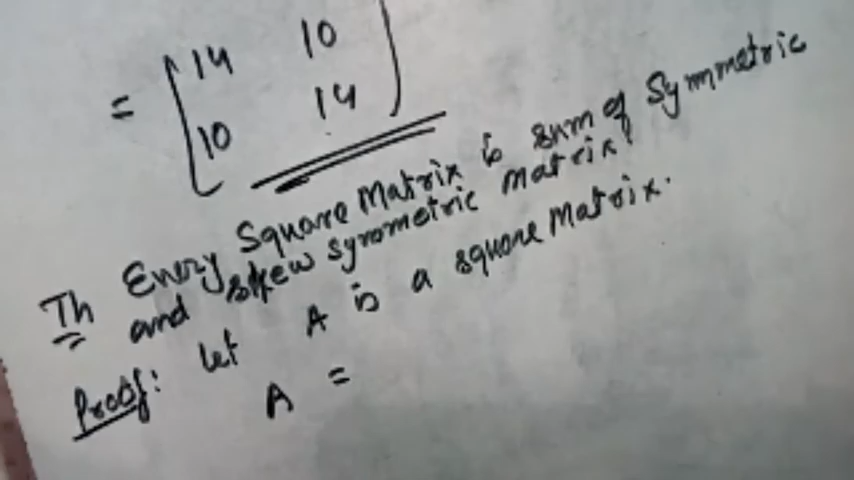 14 10
= 10 14
Th Every Square Matrix is sum of Symmetric
and skew symmetric matrix
Proof: let A is a square Matrix.
A =